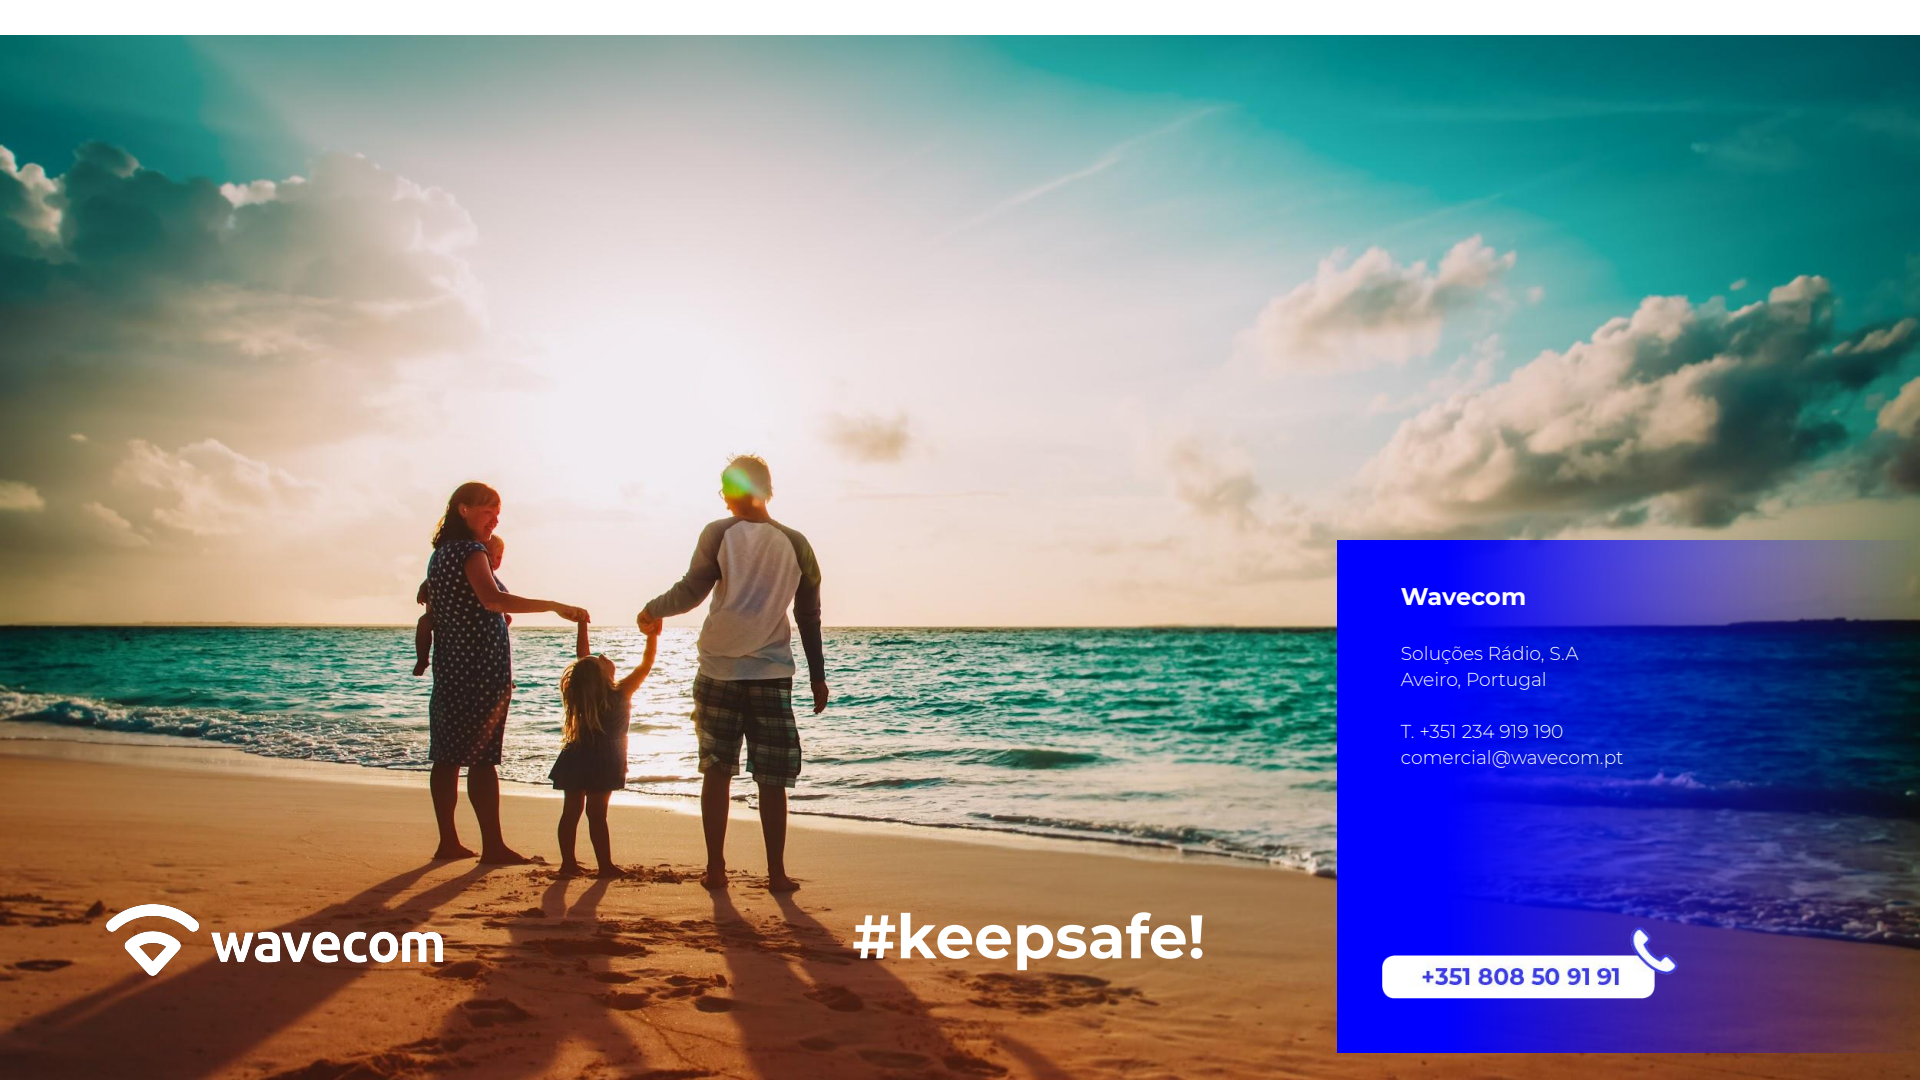 Wavecom
Soluções Rádio, S.A
Aveiro, Portugal
T. +351 234 919 190
comercial@wavecom.pt
wavecom
#keepsafe!
+351 808 50 91 91